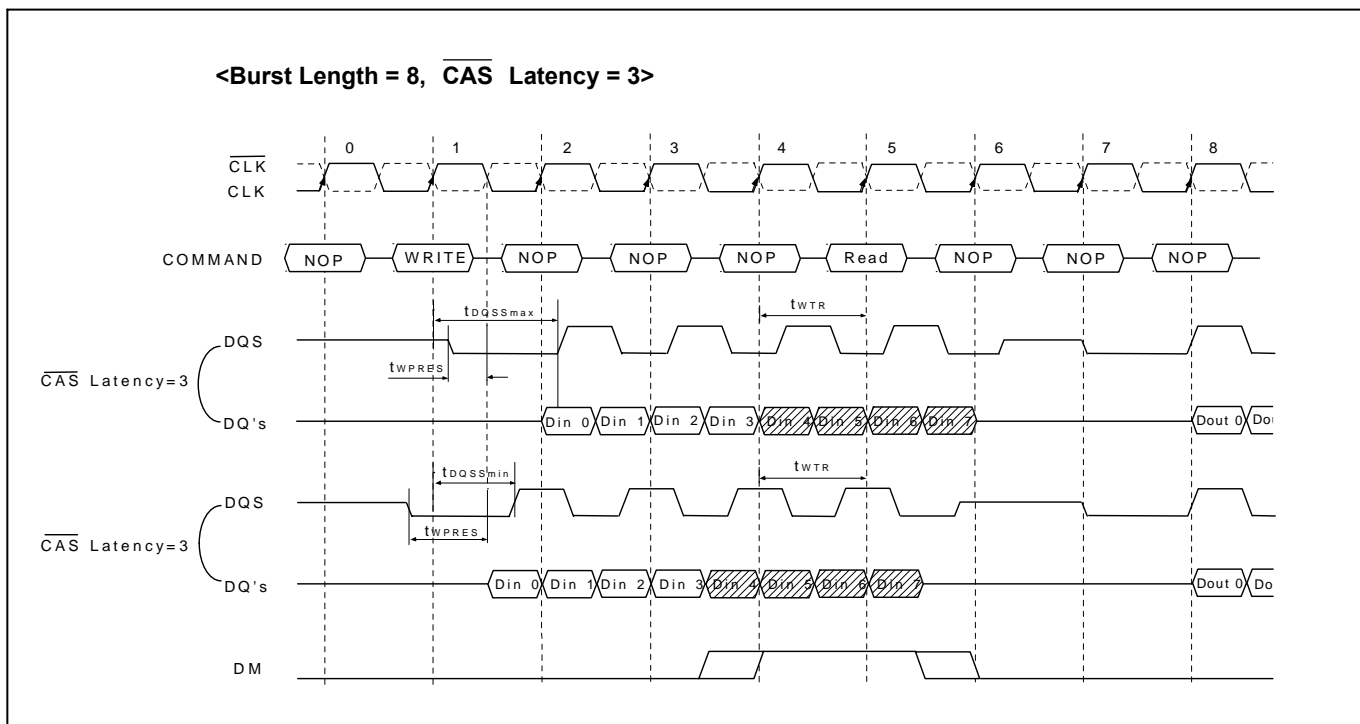 <Burst Length = 8, CAS Latency = 3>
0 1 2 3 4 5 6 7 8
CLK
CLK
COMMAND NOP WRITE NOP NOP NOP Read NOP NOP NOP
tDQSSmax tWTR
DQS
tWPRES
CAS Latency=3
DQ's Din 0 Din 1 Din 2 Din 3 Din 4 Din 5 Din 6 Din 7 Dout 0 Do
tDQSSmin tWTR
DQS
tWPRES
CAS Latency=3
DQ's Din 0 Din 1 Din 2 Din 3 Din 4 Din 5 Din 6 Din 7 Dout 0 Do
DM